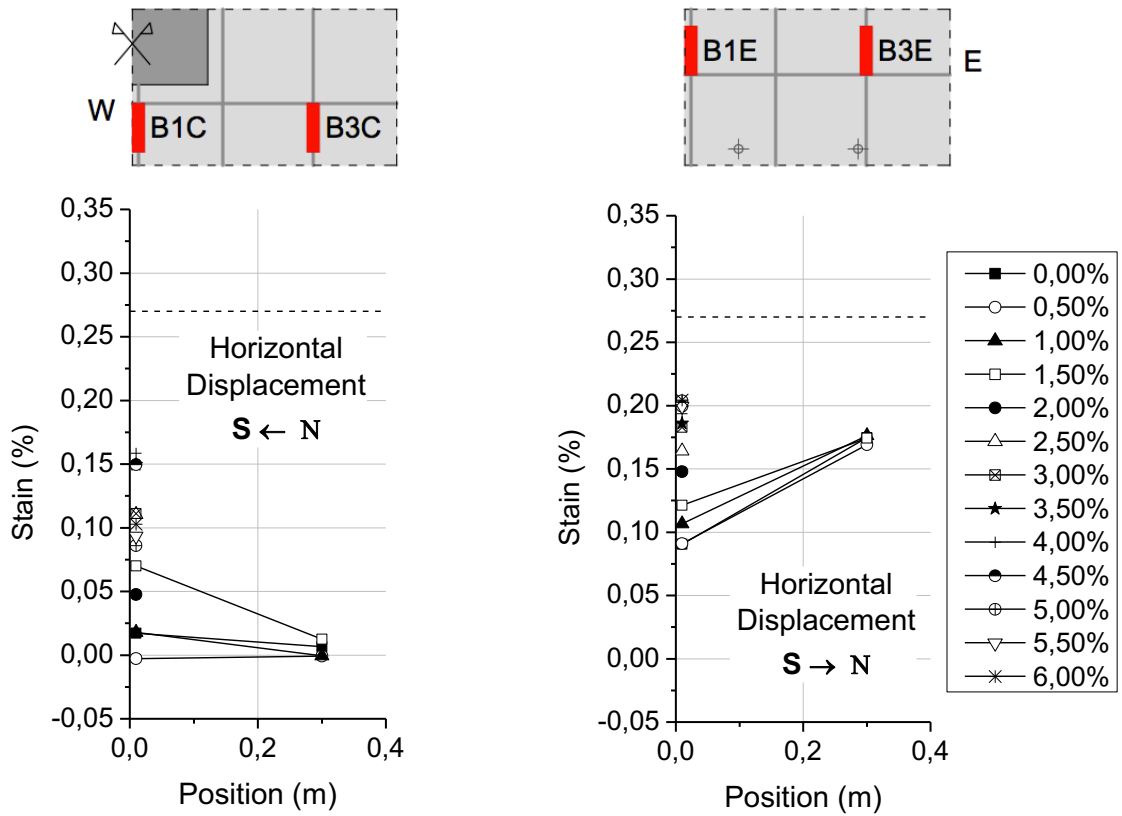 W
B1C
B3C
B1E
B3E
E
0,35
0,30
0,25
0,20
0,15
0,10
0,05
0,00
-0,05
Stain (%)
Horizontal
Displacement
S ← N
0,0
0,2
0,4
Position (m)
0,35
0,30
0,25
0,20
0,15
0,10
0,05
0,00
-0,05
Stain (%)
Horizontal
Displacement
S → N
0,0
0,2
0,4
Position (m)
0,00%
0,50%
1,00%
1,50%
2,00%
2,50%
3,00%
3,50%
4,00%
4,50%
5,00%
5,50%
6,00%